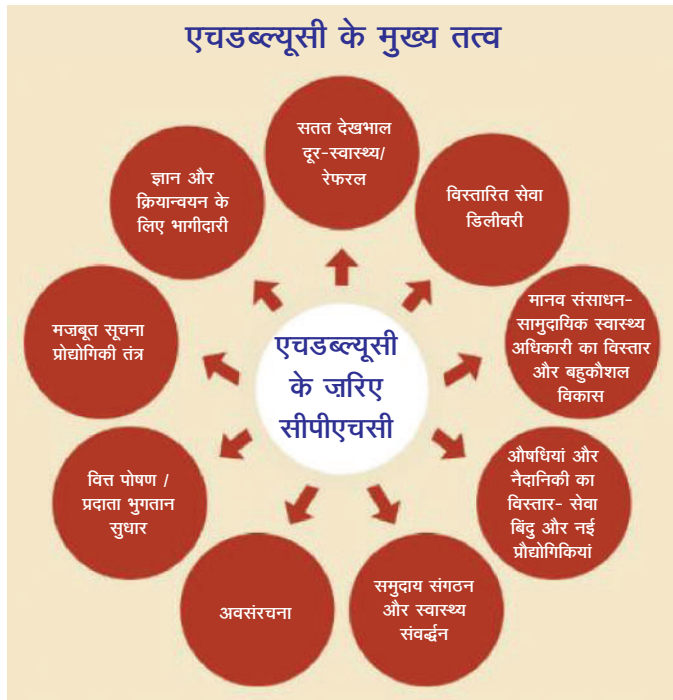 एचडब्ल्यूसी के मुख्य तत्व
सतत देखभाल
दूर-स्वास्थ्य/
रेफरल
विस्तारित सेवा
डिलीवरी
मानव संसाधन-
सामुदायिक स्वास्थ्य
अधिकारी का विस्तार
और बहुकौशल
विकास
औषधियां और
नैदानिकी का
विस्तार- सेवा
बिंदु और नई
प्रौद्योगिकियां
समुदाय संगठन
और स्वास्थ्य
संवर्द्धन
अवसंरचना
वित्त पोषण /
प्रदाता भुगतान
सुधार
मजबूत सूचना
प्रोद्योगिकी तंत्र
ज्ञान और
क्रियान्वयन के
लिए भागीदारी
एचडब्ल्यूसी
के ज़रिए
सीपीएचसी